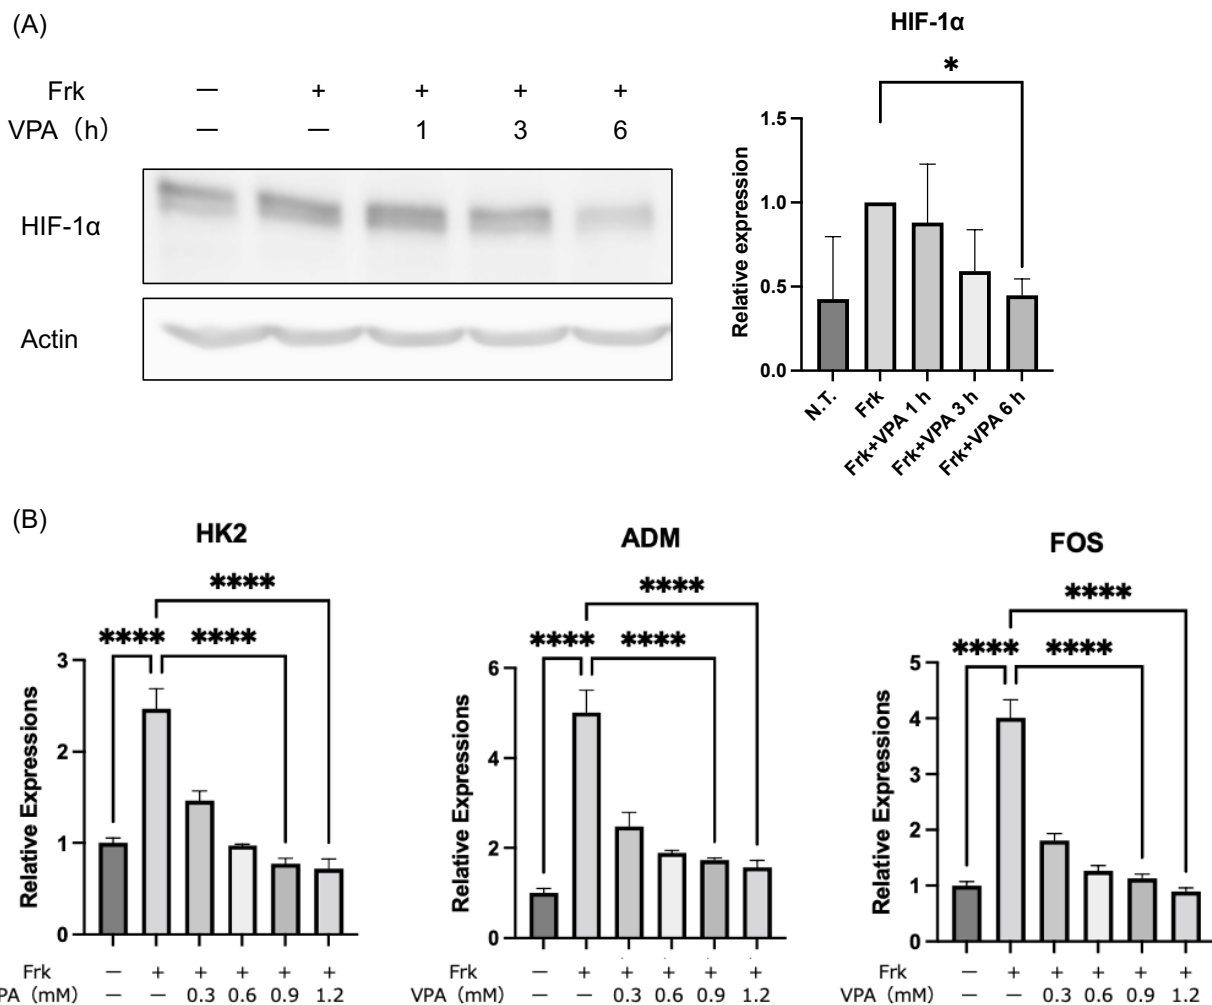 (A)
HIF-1α
Frk — + + + +
VPA（h） — — 1 3 6
HIF-1α
Actin
*
Relative expression
1.5
1.0
0.5
0.0
N.T.
Frk
Frk+VPA 1 h
Frk+VPA 3 h
Frk+VPA 6 h
(B)
HK2
****
**** ****
Relative Expressions
3
2
1
0
Frk — + + + + +
PA（mM） — — 0.3 0.6 0.9 1.2
ADM
****
**** ****
Relative Expressions
6
4
2
0
Frk — + + + + +
VPA（mM） — — 0.3 0.6 0.9 1.2
FOS
****
**** ****
Relative Expressions
5
4
3
2
1
0
Frk — + + + + +
VPA（mM） — — 0.3 0.6 0.9 1.2